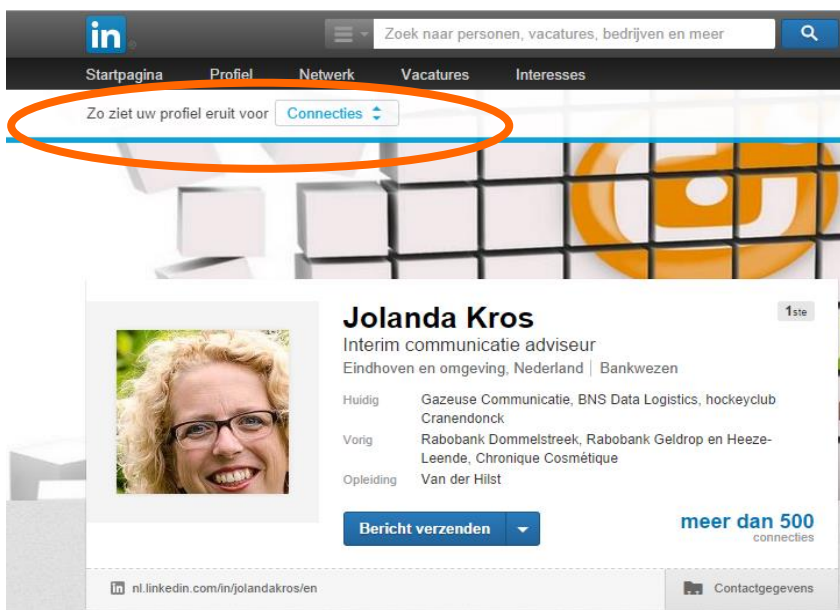 in
Zoek naar personen, vacatures, bedrijven en meer
Startpagina Profiel Netwerk Vacatures Interesses
Zo ziet uw profiel eruit voor Connecties
Jolanda Kros
1ste
Interim communicatie adviseur
Eindhoven en omgeving, Nederland | Bankwezen
Huidig Gazeuse Communicatie, BNS Data Logistics, hockeyclub
Cranendonck
Vorig Rabobank Dommelstreek, Rabobank Geldrop en Heeze-
Leende, Chronique Cosmétique
Opleiding Van der Hilst
Bericht verzenden
meer dan 500
connecties
in nl.linkedin.com/in/jolandakros/en
Contactgegevens